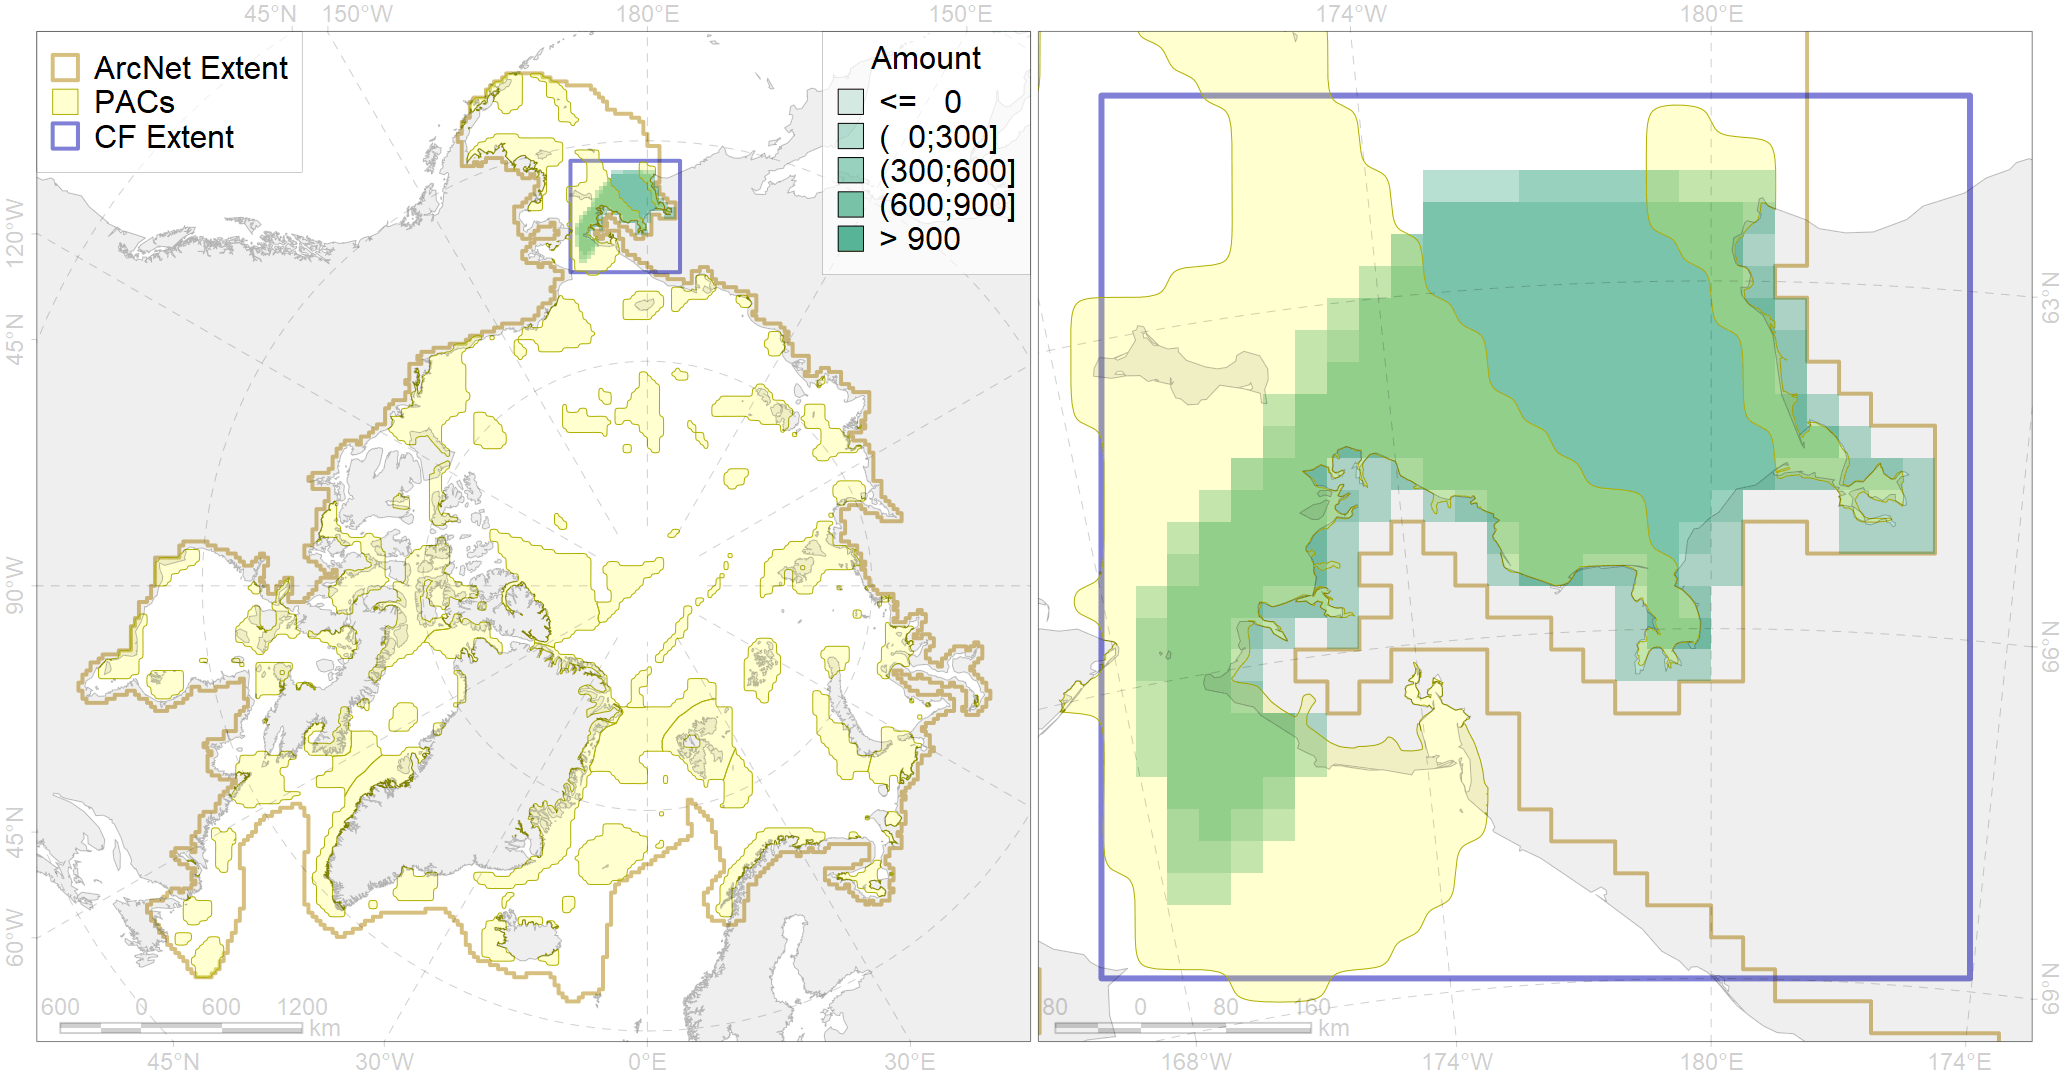 45°N 150°W 180°E 150°E 174°W 180°E
ArcNet Extent
PACs
CF Extent
Amount
<= 0
( 0;300]
(300;600]
(600;900]
> 900
120°W
45°N
90°W
45°N
60°W
63°N
66°N
69°N
600 0 600 1200
km
80 0 80 160
km
45°N 30°W 0°E 30°E 168°W 174°W 180°E 174°E